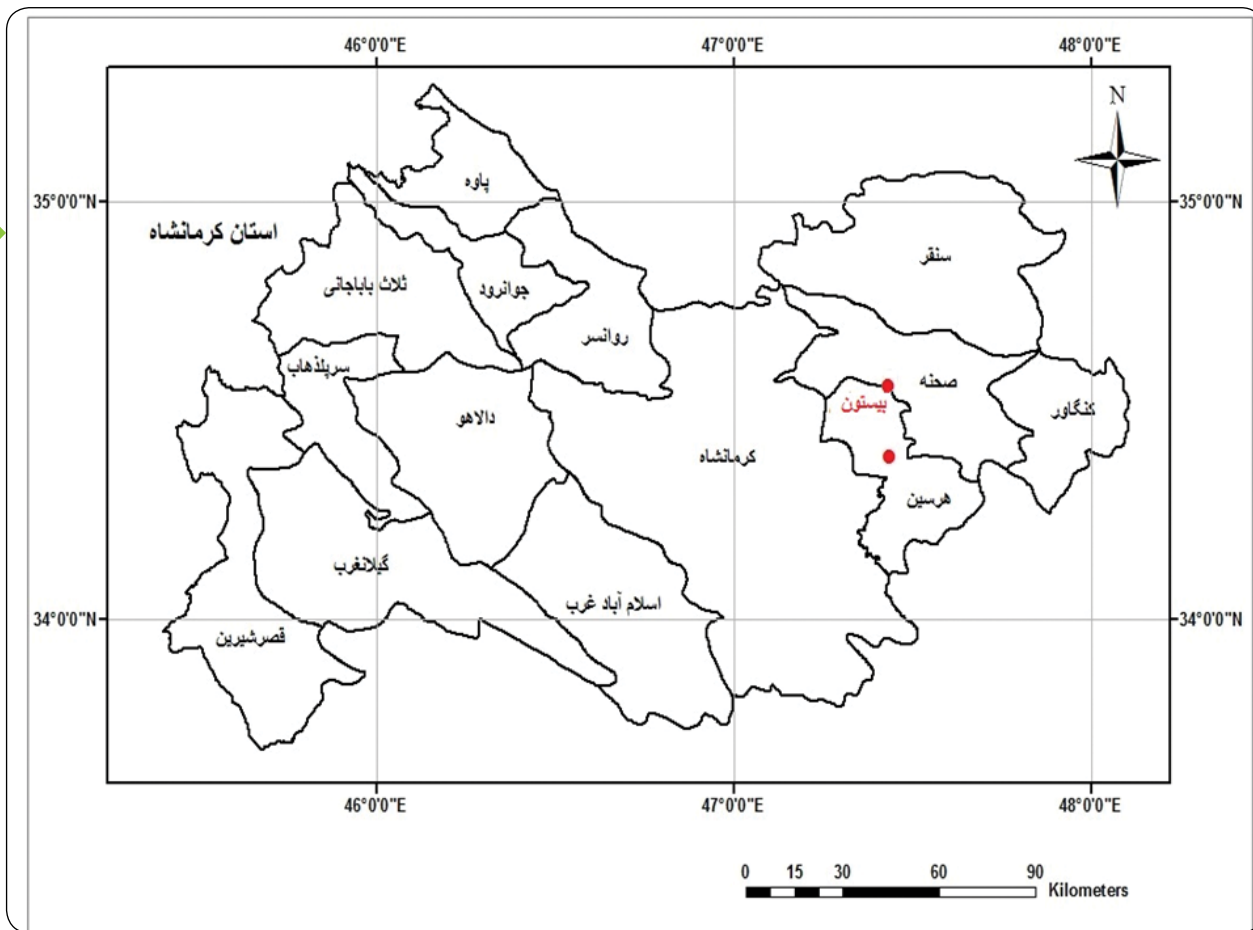 46°0'0"E 47°0'0"E 48°0'0"E
N
35°0'0"N 35°0'0"N
پاوه
استان کرمانشاه
سنقر
ثلاث باباجانی
جوانرود
روانسر
سرپلذهاب
صحنه
بیستون
کنگاور
دالاهو
کرمانشاه
هرسین
گیلانغرب
اسلام آباد غرب
34°0'0"N 34°0'0"N
قصرشیرین
46°0'0"E 47°0'0"E 48°0'0"E
0 15 30 60 90
Kilometers